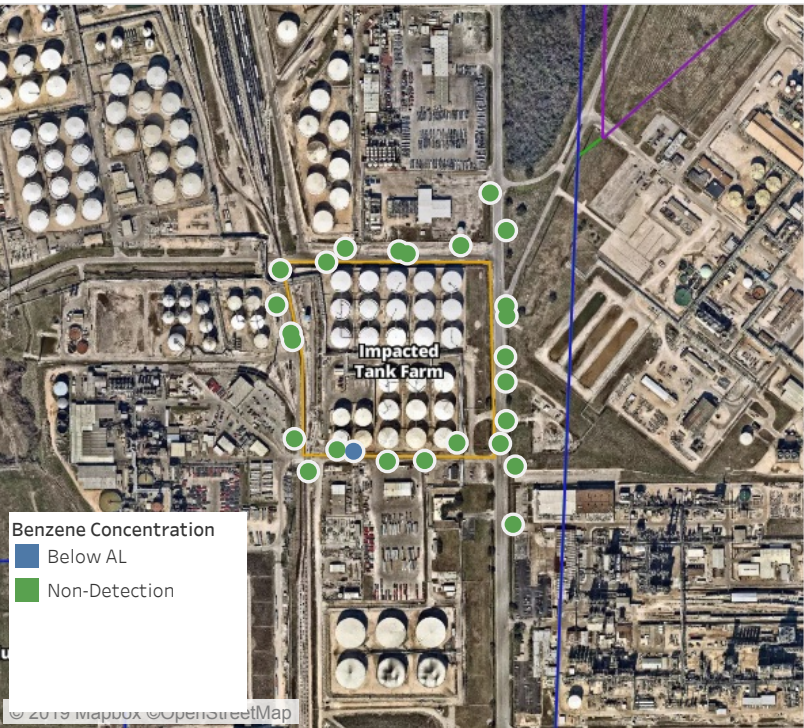 Impacted
Tank Farm
Benzene Concentration
Below AL
Non-Detection
u
© 2019 Mapbox ©OpenStreetMap